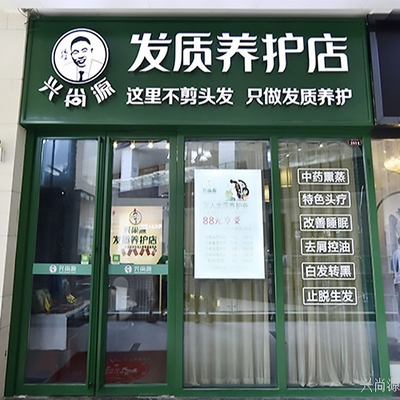 发质养护店
兴尚源
这里不剪头发 只做发质养护
中药熏蒸
特色头疗
改善睡眠
去屑控油
白发转黑
止脱生发
88元享受
兴尚源
发质养护店
兴尚源
兴尚源
兴尚源